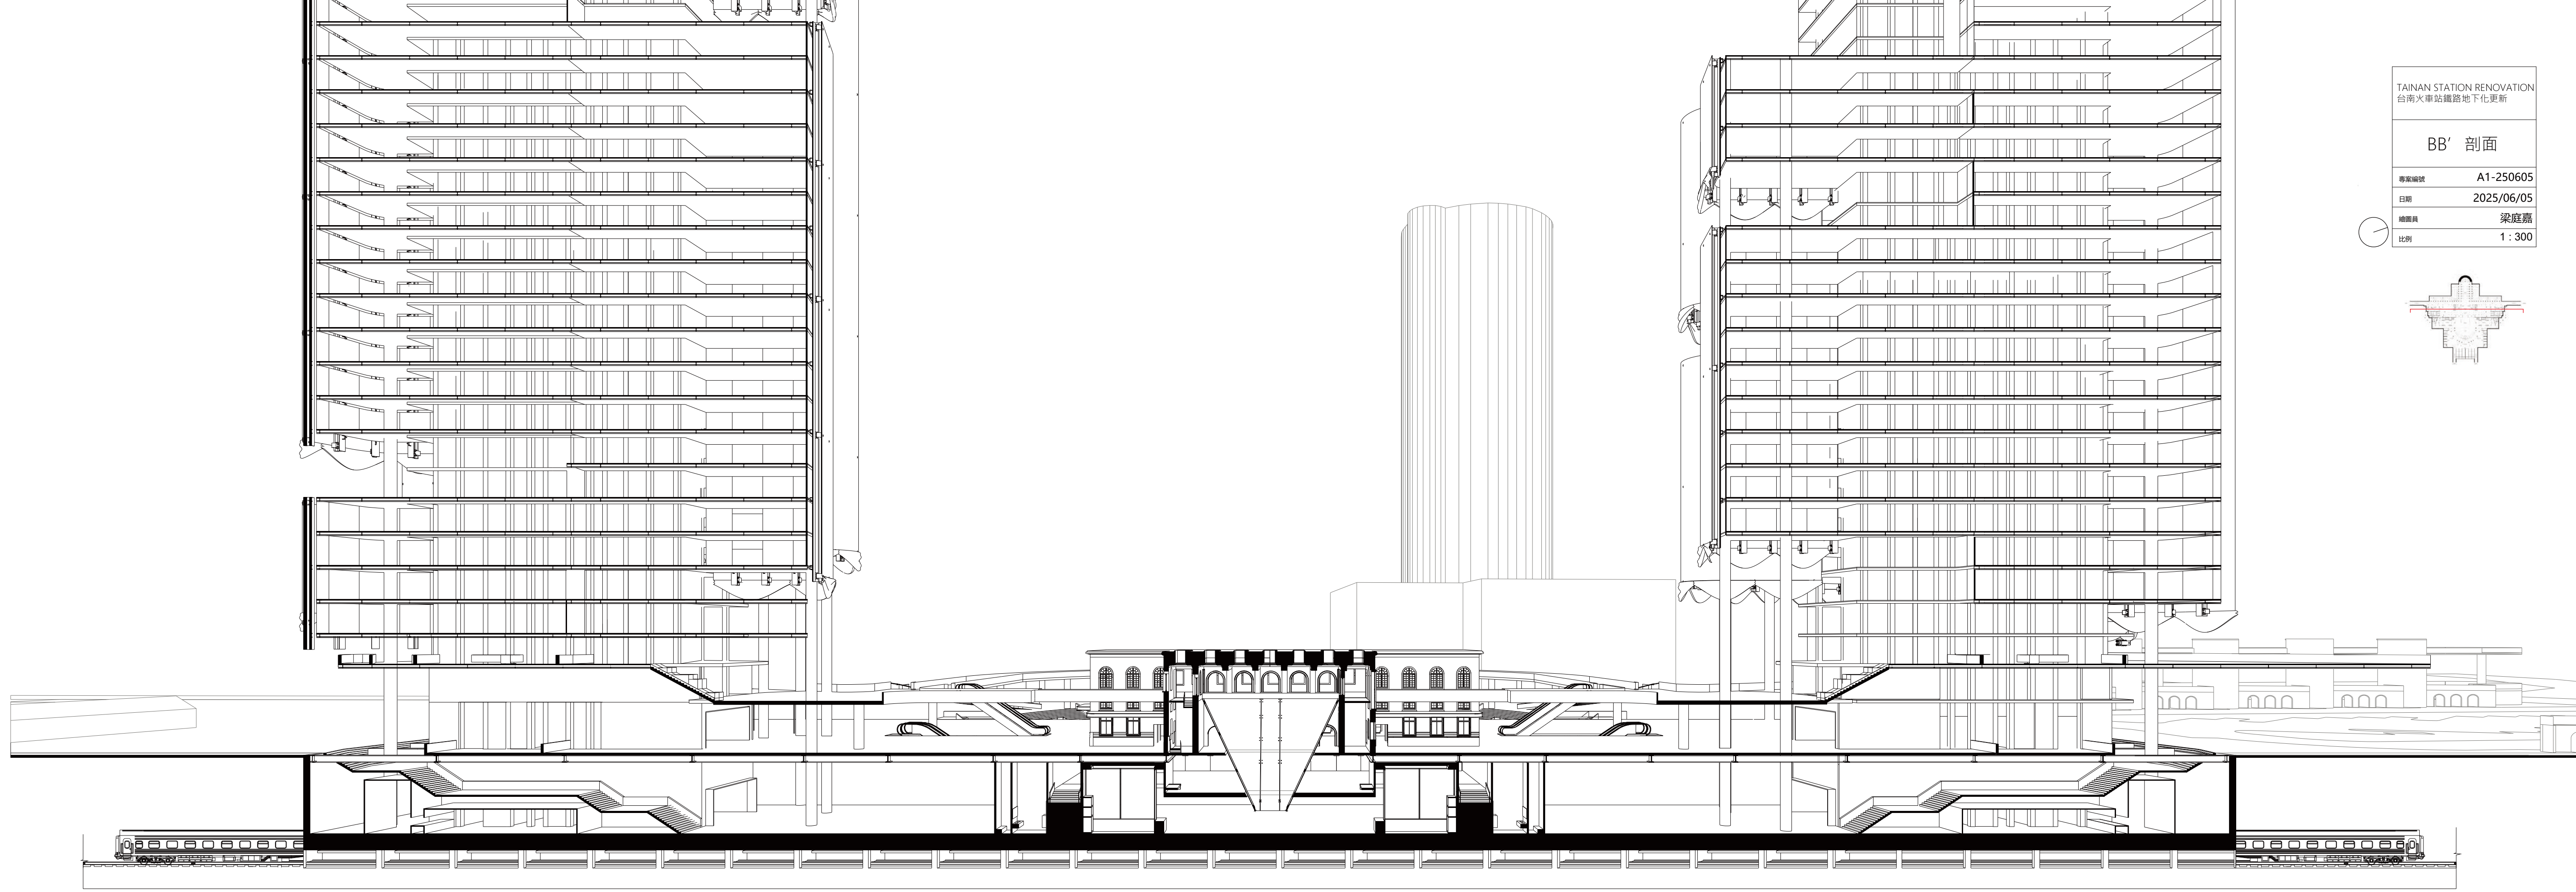 TAINAN STATION RENOVATION
台南火車站鐵路地下化更新
BB' 剖面
專案編號 A1-250605
日期 2025/06/05
繪圖員 梁庭嘉
比例 1 : 300